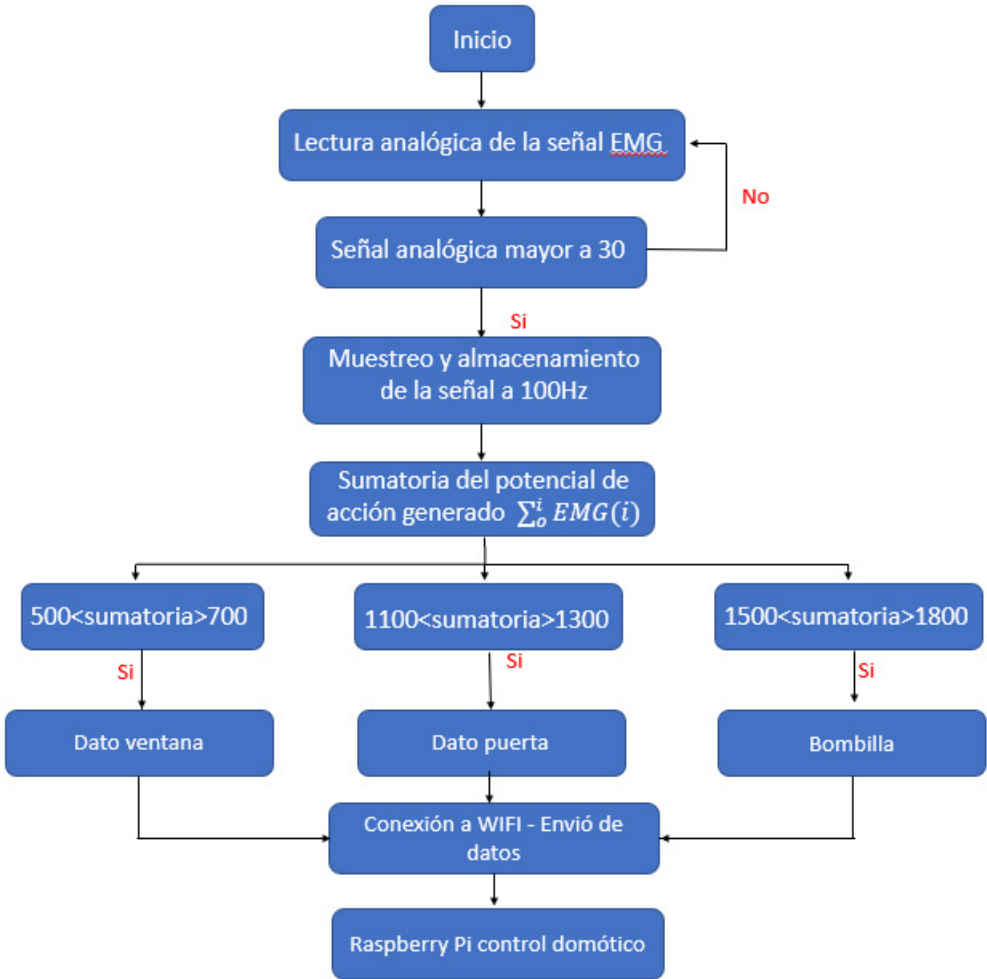 Inicio
Lectura analógica de la señal EMG
No
Señal analógica mayor a 30
Si
Muestreo y almacenamiento
de la señal a 100Hz
Sumatoria del potencial de
acción generado ∑ₒⁱ EMG(i)
500<sumatoria>700
1100<sumatoria>1300
1500<sumatoria>1800
Si
Si
Si
Dato ventana
Dato puerta
Bombilla
Conexión a WIFI - Envió de
datos
Raspberry Pi control domótico